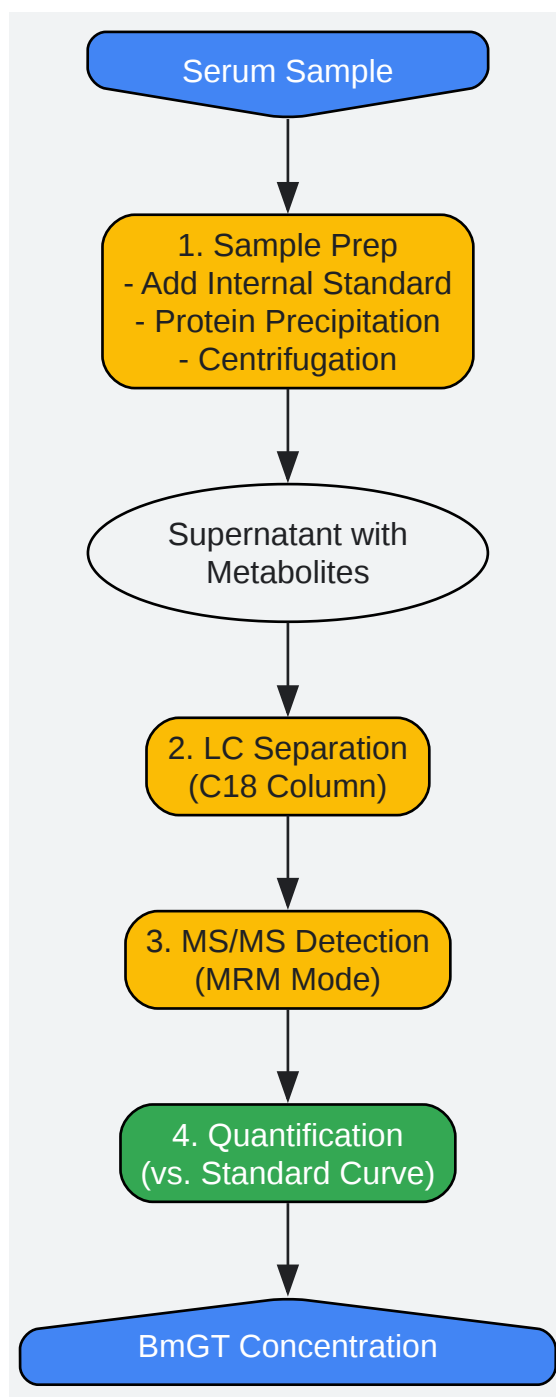 Serum Sample
1. Sample Prep
- Add Internal Standard
- Protein Precipitation
- Centrifugation
Supernatant with
Metabolites
2. LC Separation
(C18 Column)
3. MS/MS Detection
(MRM Mode)
4. Quantification
(vs. Standard Curve)
BmGT Concentration